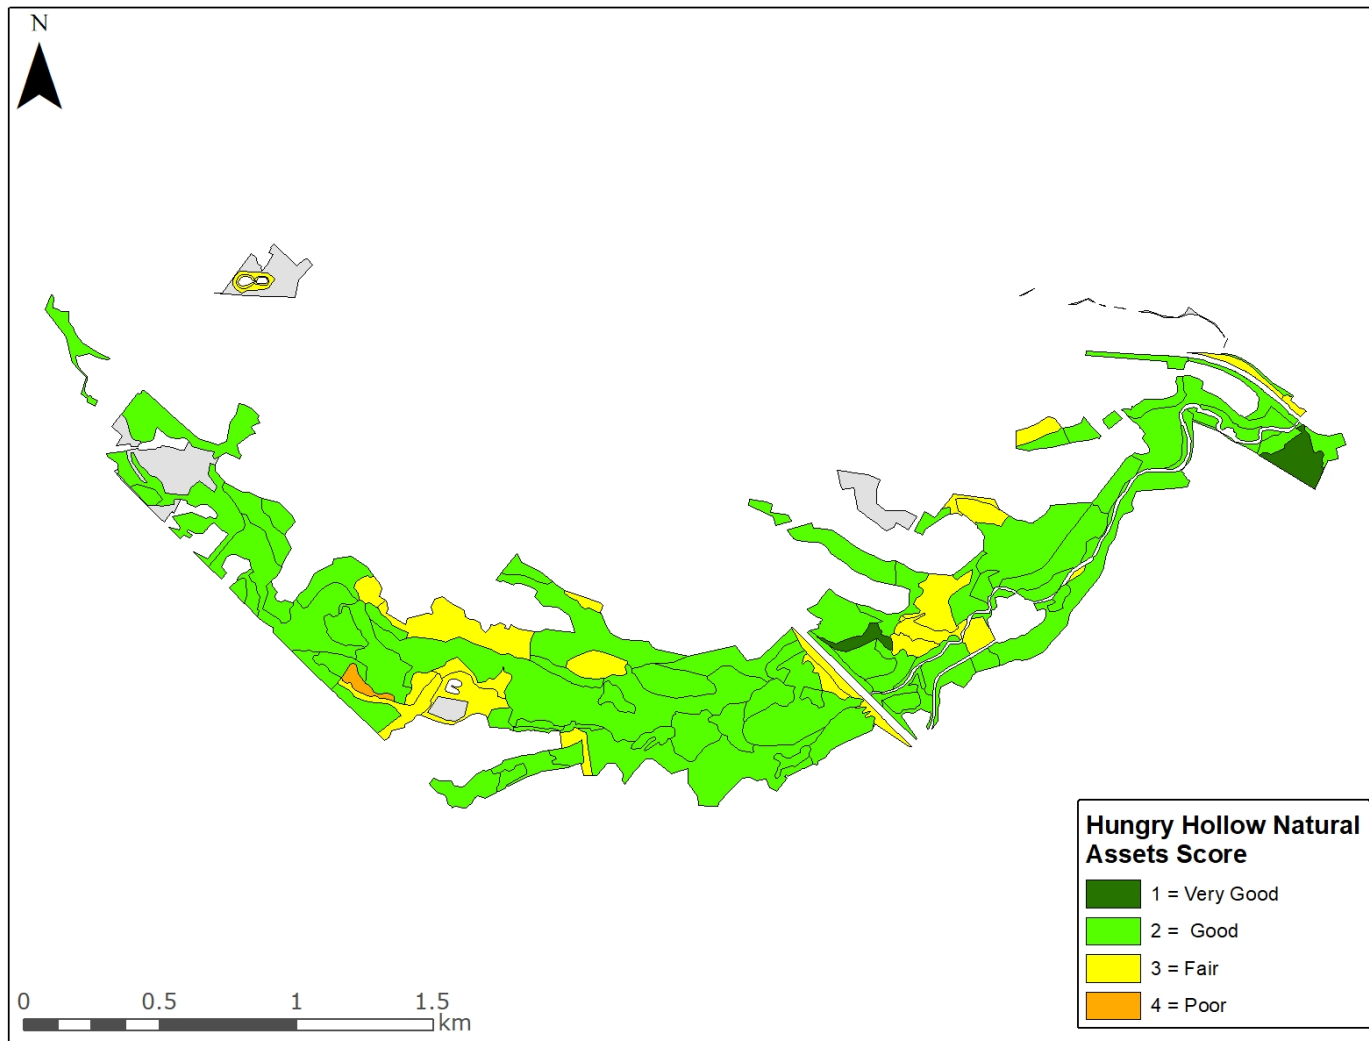 N
Hungry Hollow Natural
Assets Score
1 = Very Good
2 = Good
3 = Fair
4 = Poor
0 0.5 1 1.5
km